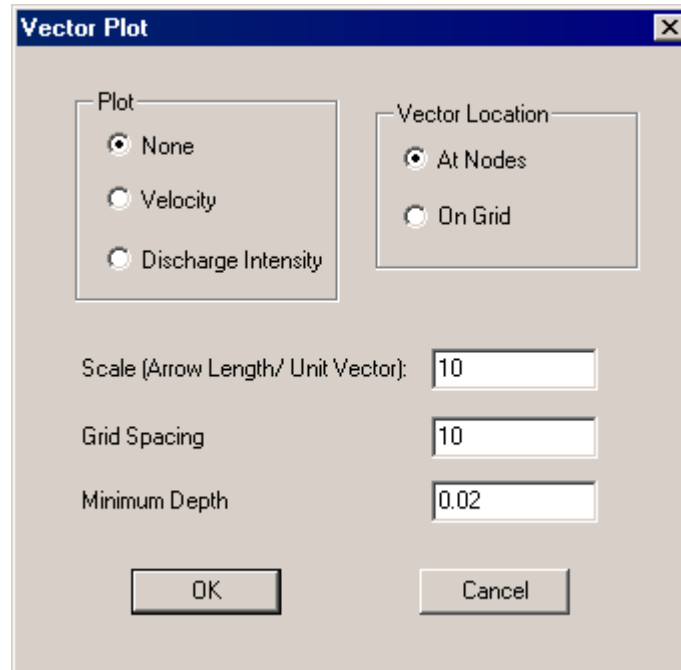 Vector Plot
Plot
None
Velocity
Discharge Intensity
Vector Location
At Nodes
On Grid
Scale (Arrow Length/ Unit Vector): 10
Grid Spacing 10
Minimum Depth 0.02
OK Cancel